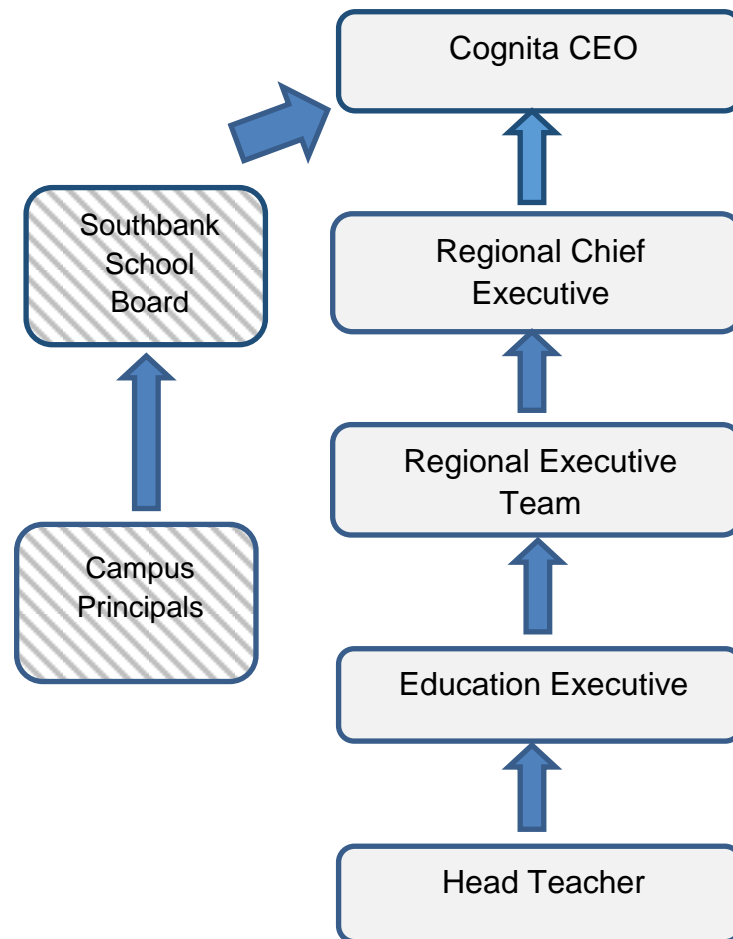 Cognita CEO
Southbank
School
Board
Regional Chief
Executive
Regional Executive
Team
Campus
Principals
Education Executive
Head Teacher